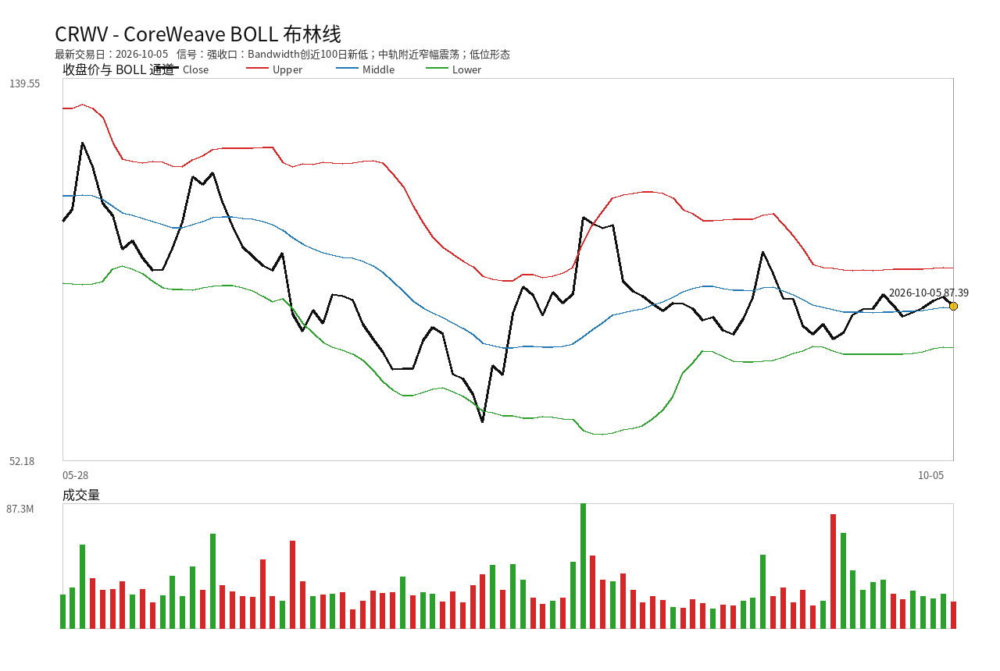 CRWV - CoreWeave BOLL 布林线
最新交易日：2026-10-05 信号：强收口：Bandwidth创近100日新低；中轨附近窄幅震荡；低位形态
收盘价与 BOLL 通道 Close Upper Middle Lower
139.55
2026-10-05 87.39
52.18
05-28 10-05
成交量
87.3M